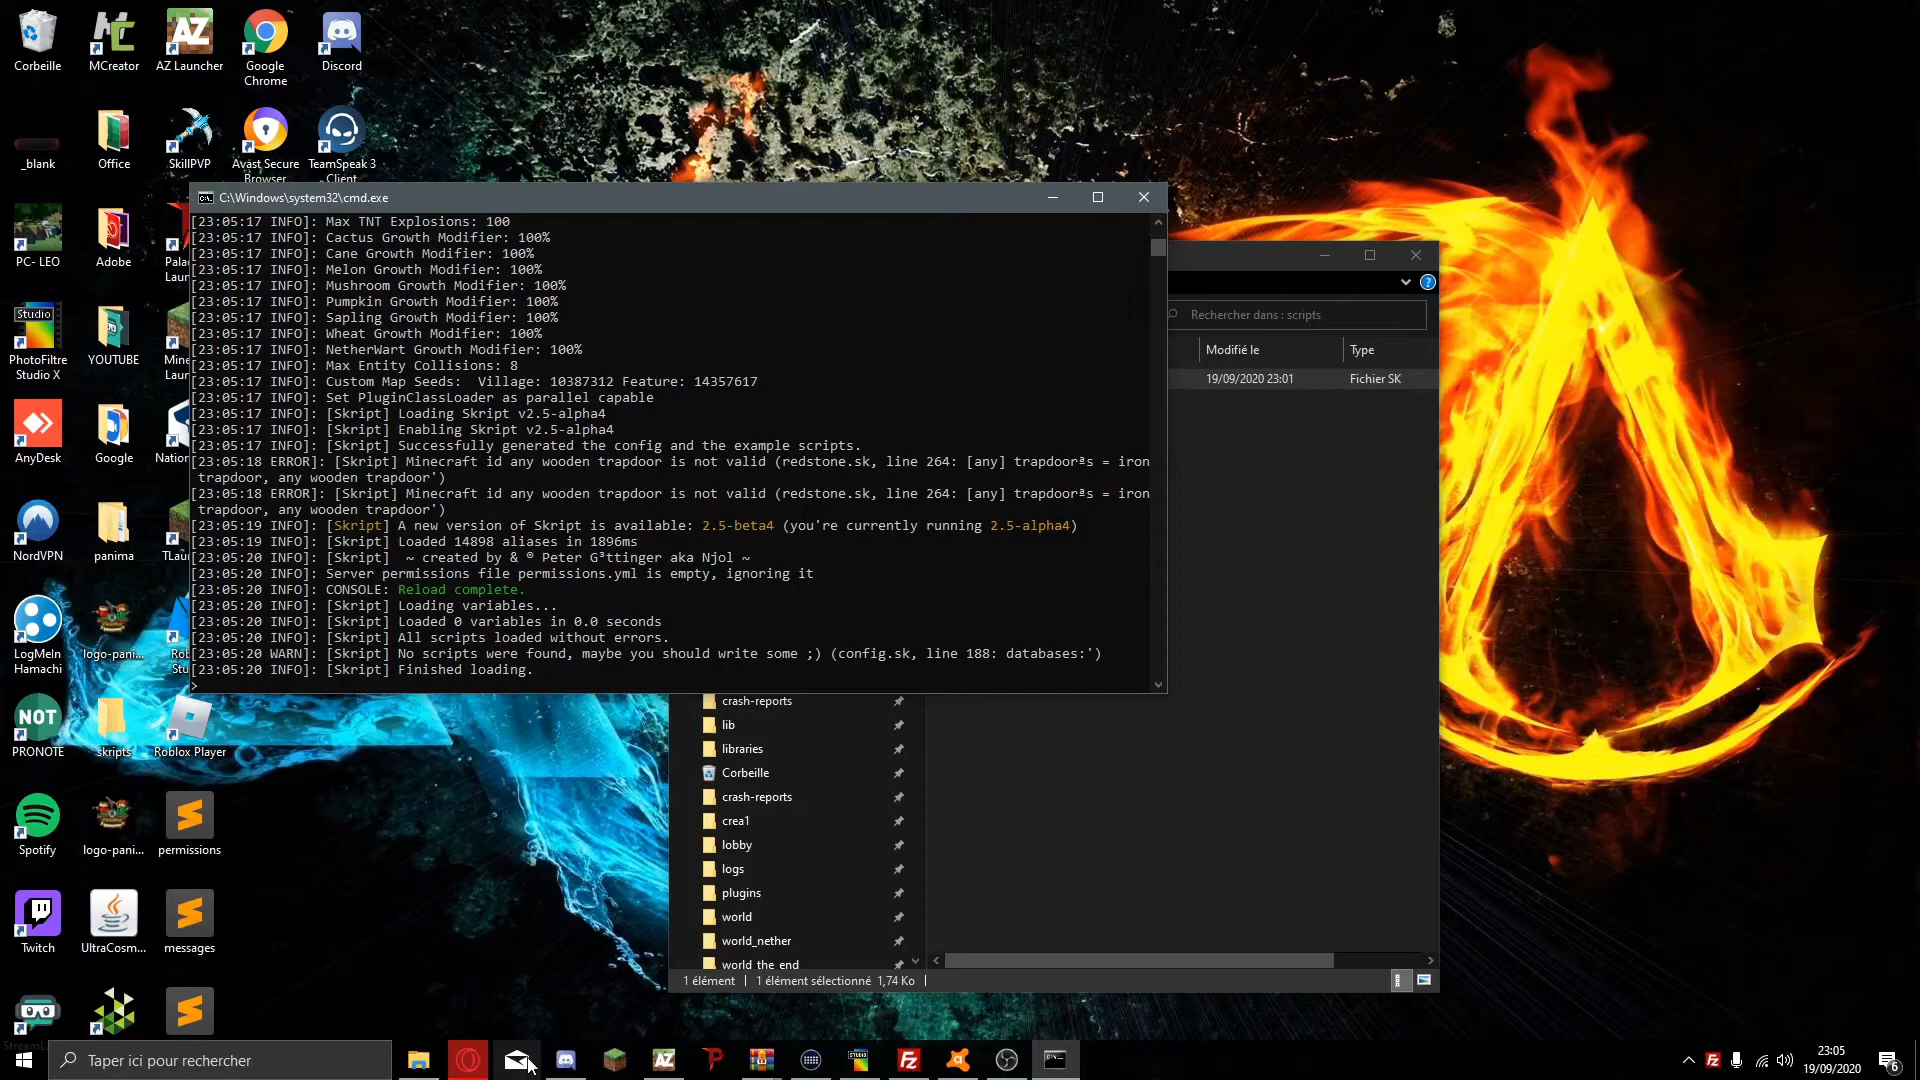 Corbeille
MCreator
AZ Launcher
Google
Chrome
Discord
_blank
Office
SkillPVP
Avast Secure
Browser
TeamSpeak 3
Client
PC- LEO
Adobe
Studio
PhotoFiltre
Studio X
YOUTUBE
AnyDesk
Google
NordVPN
panima
LogMeIn
Hamachi
logo-pani...
NOT
PRONOTE
skripts
Roblox Player
Spotify
logo-pani...
permissions
Twitch
UltraCosm...
messages
C:\Windows\system32\cmd.exe
[23:05:17 INFO]: Max TNT Explosions: 100
[23:05:17 INFO]: Cactus Growth Modifier: 100%
[23:05:17 INFO]: Cane Growth Modifier: 100%
[23:05:17 INFO]: Melon Growth Modifier: 100%
[23:05:17 INFO]: Mushroom Growth Modifier: 100%
[23:05:17 INFO]: Pumpkin Growth Modifier: 100%
[23:05:17 INFO]: Sapling Growth Modifier: 100%
[23:05:17 INFO]: Wheat Growth Modifier: 100%
[23:05:17 INFO]: NetherWart Growth Modifier: 100%
[23:05:17 INFO]: Max Entity Collisions: 8
[23:05:17 INFO]: Custom Map Seeds:  Village: 10387312 Feature: 14357617
[23:05:17 INFO]: Set PluginClassLoader as parallel capable
[23:05:17 INFO]: [Skript] Loading Skript v2.5-alpha4
[23:05:17 INFO]: [Skript] Enabling Skript v2.5-alpha4
[23:05:17 INFO]: [Skript] Successfully generated the config and the example scripts.
[23:05:18 ERROR]: [Skript] Minecraft id any wooden trapdoor is not valid (redstone.sk, line 264: [any] trapdoorªs = iron
trapdoor, any wooden trapdoor')
[23:05:18 ERROR]: [Skript] Minecraft id any wooden trapdoor is not valid (redstone.sk, line 264: [any] trapdoorªs = iron
trapdoor, any wooden trapdoor')
[23:05:19 INFO]: [Skript] A new version of Skript is available: 2.5-beta4 (you're currently running 2.5-alpha4)
[23:05:19 INFO]: [Skript] Loaded 14898 aliases in 1896ms
[23:05:20 INFO]: [Skript]  ~ created by & ® Peter G³ttinger aka Njol ~
[23:05:20 INFO]: Server permissions file permissions.yml is empty, ignoring it
[23:05:20 INFO]: CONSOLE: Reload complete.
[23:05:20 INFO]: [Skript] Loading variables...
[23:05:20 INFO]: [Skript] Loaded 0 variables in 0.0 seconds
[23:05:20 INFO]: [Skript] All scripts loaded without errors.
[23:05:20 WARN]: [Skript] No scripts were found, maybe you should write some ;) (config.sk, line 188: databases:')
[23:05:20 INFO]: [Skript] Finished loading.
>
Rechercher dans : scripts
Modifié le
Type
19/09/2020 23:01
Fichier SK
crash-reports
lib
libraries
Corbeille
crash-reports
crea1
lobby
logs
plugins
world
world_nether
world the end
1 élément
1 élément sélectionné 1,74 Ko
Taper ici pour rechercher
23:05
19/09/2020
6